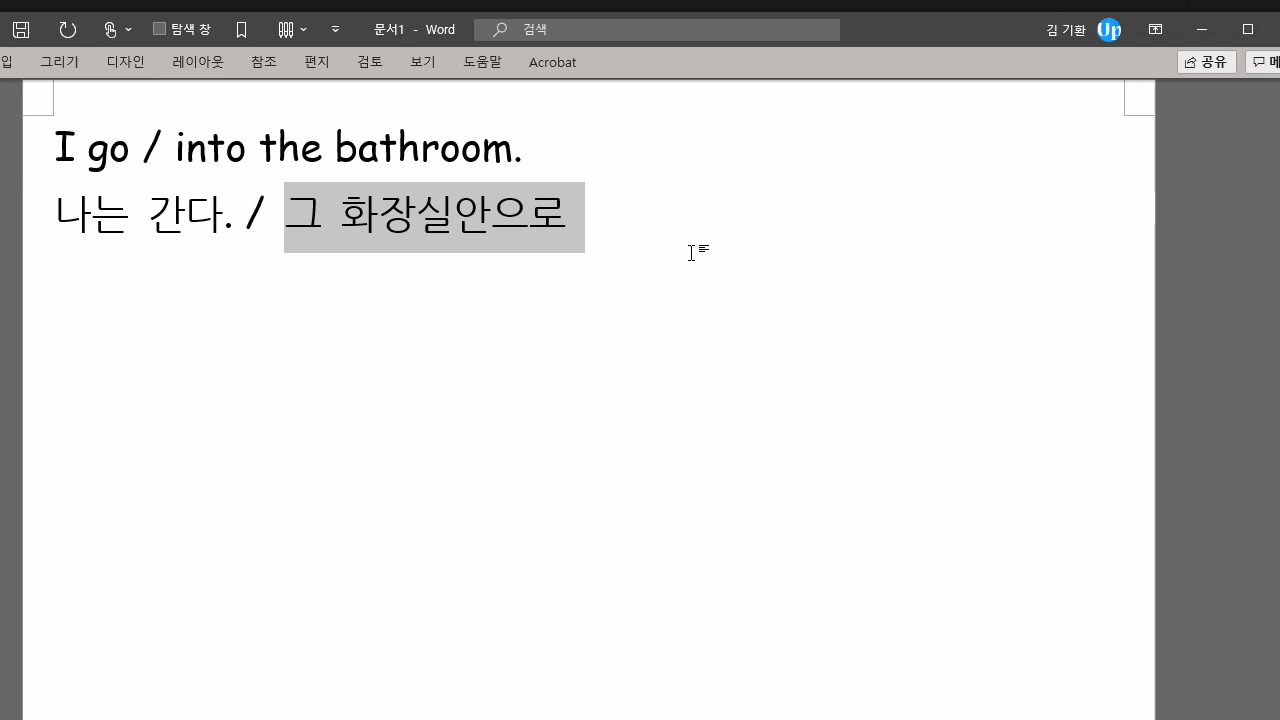 탐색 창
문서1 - Word
검색
김 기환
Up
입 그리기 디자인 레이아웃 참조 편지 검토 보기 도움말 Acrobat
공유
메
I go / into the bathroom.
나는 간다. / 그 화장실안으로